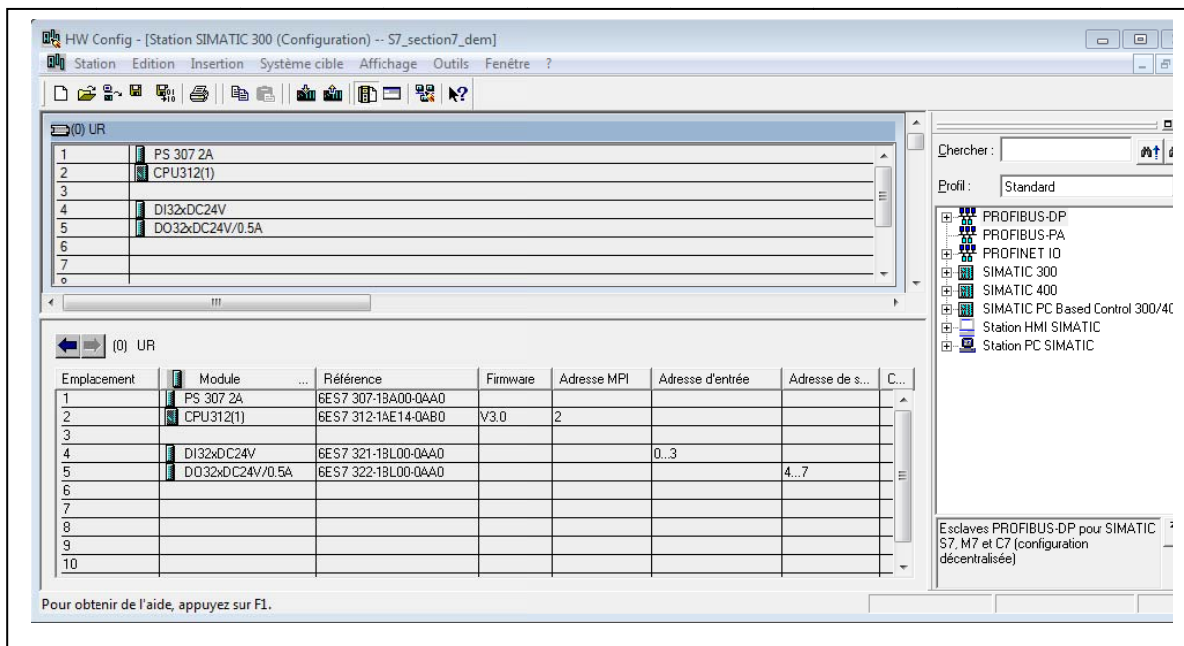 HW Config - [Station SIMATIC 300 (Configuration) -- S7_section7_dem]
Station Edition Insertion Système cible Affichage Outils Fenêtre ?
(0) UR
1 PS 307 2A
2 CPU312(1)
3
4 DI32xDC24V
5 DO32xDC24V/0.5A
6
7
(0) UR
Emplacement Module ... Référence Firmware Adresse MPI Adresse d'entrée Adresse de s... C...
1 PS 307 2A 6ES7 307-1BA00-0AA0
2 CPU312(1) 6ES7 312-1AE14-0AB0 V3.0 2
3
4 DI32xDC24V 6ES7 321-1BL00-0AA0 0...3
5 DO32xDC24V/0.5A 6ES7 322-1BL00-0AA0 4...7
6
7
8
9
10
Chercher :
Profil : Standard
PROFIBUS-DP
PROFIBUS-PA
PROFINET IO
SIMATIC 300
SIMATIC 400
SIMATIC PC Based Control 300/40
Station HMI SIMATIC
Station PC SIMATIC
Esclaves PROFIBUS-DP pour SIMATIC
S7, M7 et C7 (configuration
décentralisée)
Pour obtenir de l'aide, appuyez sur F1.